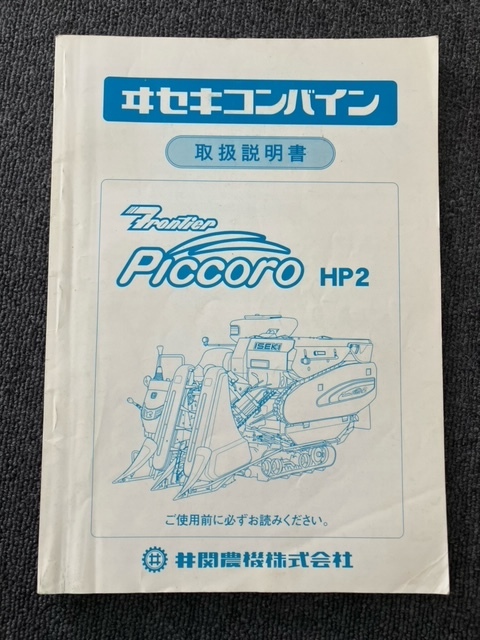 ヰセキコンバイン
取扱説明書
Frontier
Piccoro HP2
ISEKI
ご使用前に必ずお読みください。
井関農機株式会社